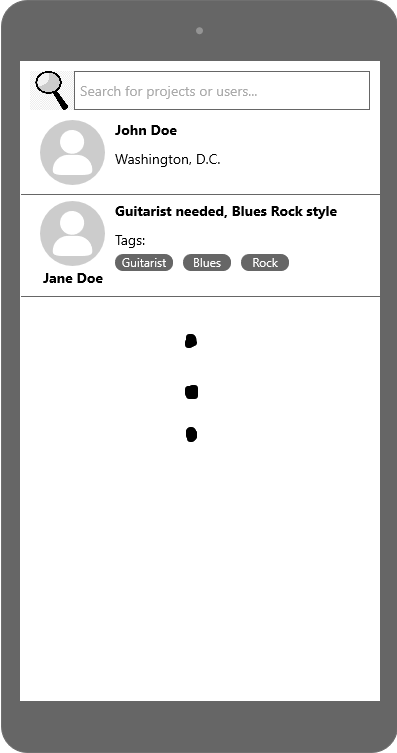 Search for projects or users...
John Doe
Washington, D.C.
Guitarist needed, Blues Rock style
Tags:
Guitarist Blues Rock
Jane Doe